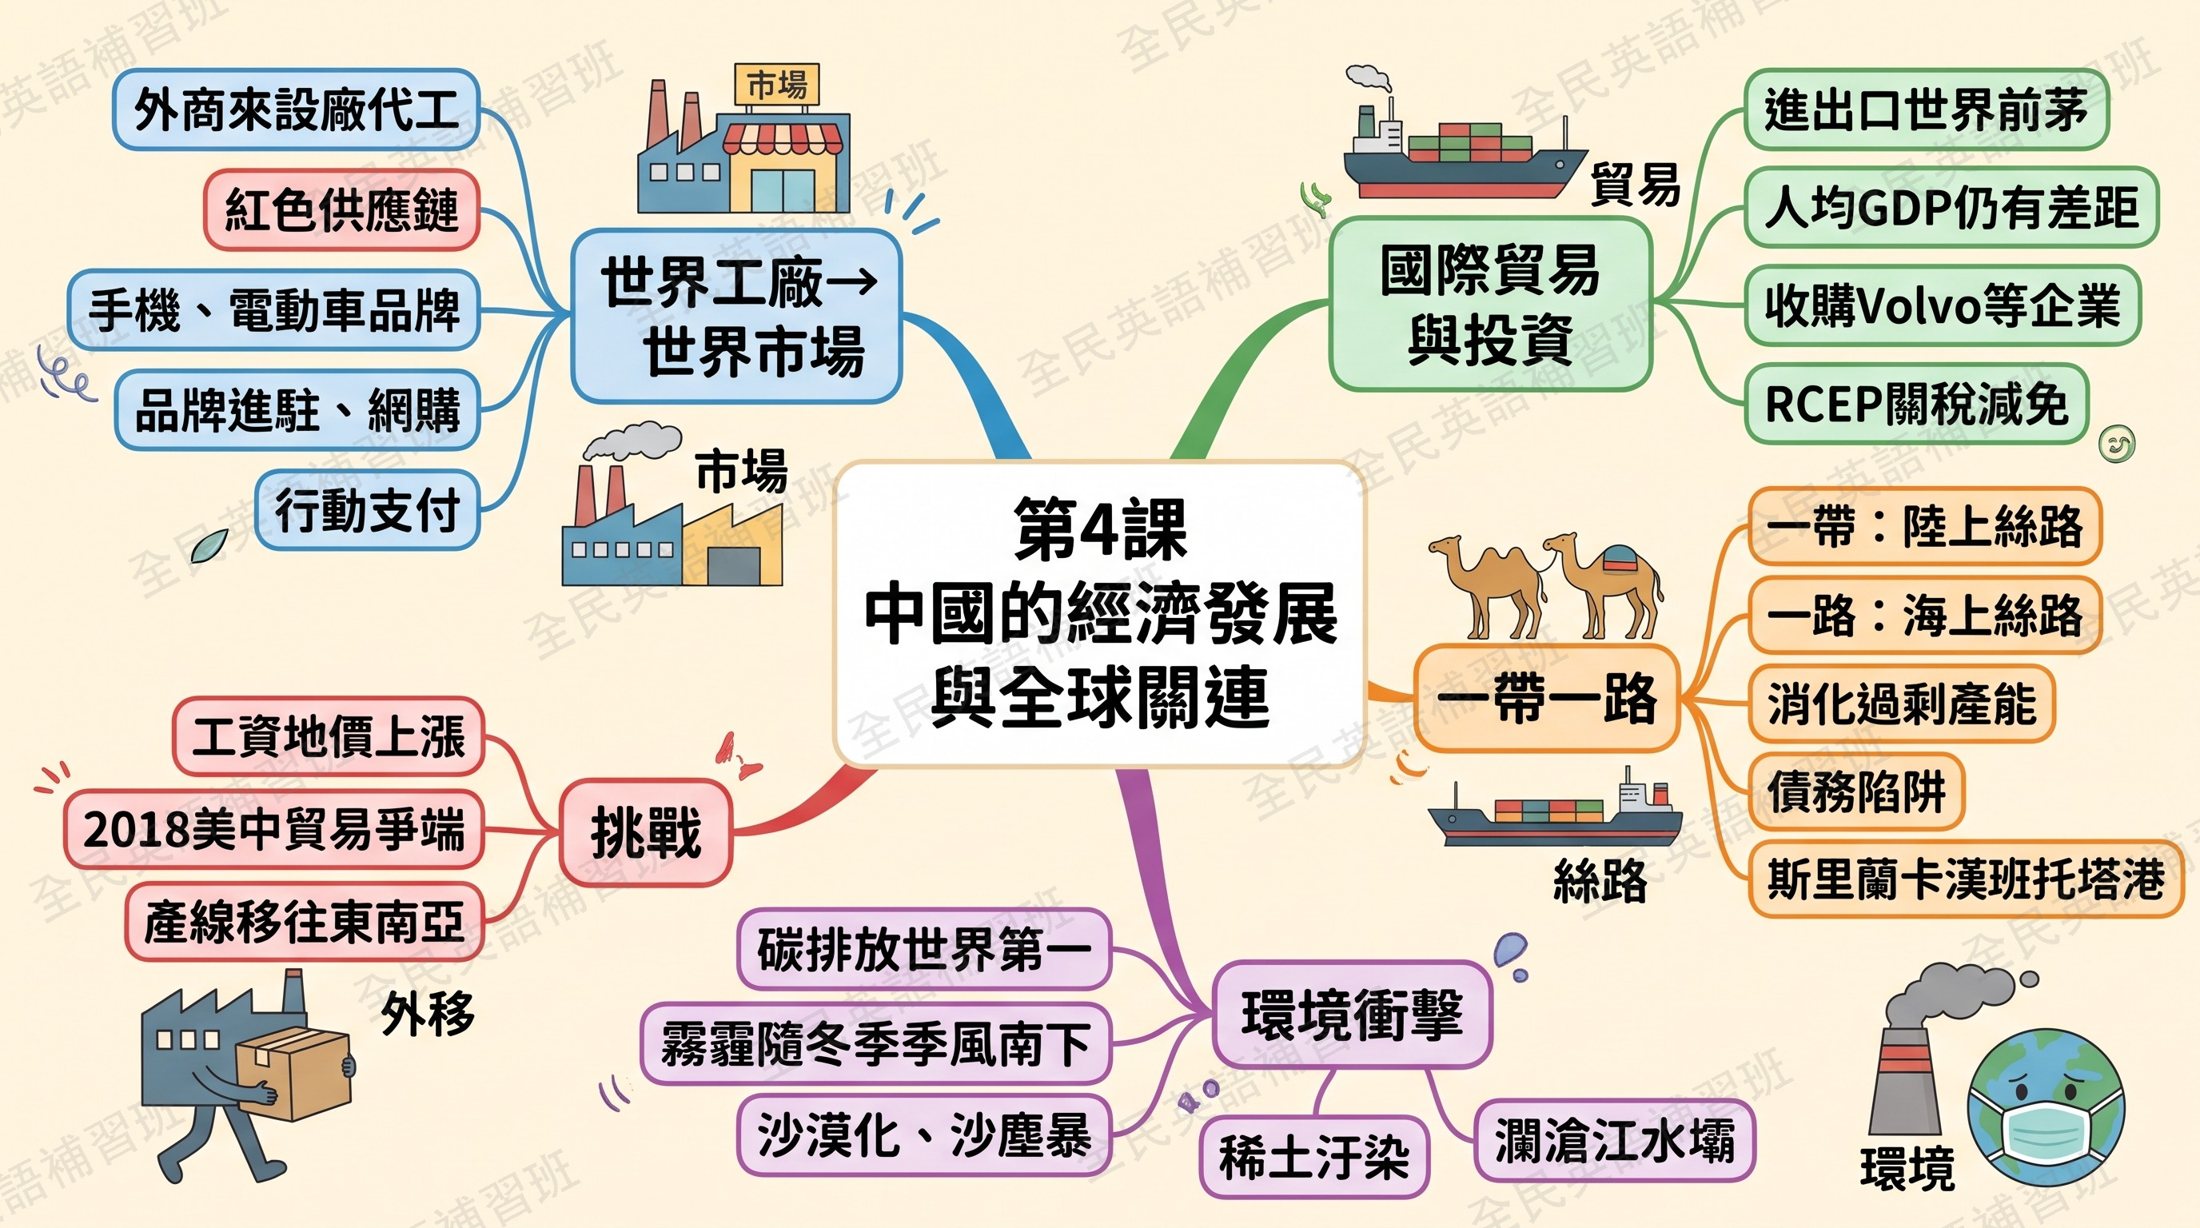 第4課
中國的經濟發展
與全球關連
市場
世界工廠→
世界市場
外商來設廠代工
紅色供應鏈
手機、電動車品牌
品牌進駐、網購
行動支付
市場
貿易
國際貿易
與投資
進出口世界前茅
人均GDP仍有差距
收購Volvo等企業
RCEP關稅減免
一帶一路
一帶：陸上絲路
一路：海上絲路
消化過剩產能
債務陷阱
斯里蘭卡漢班托塔港
絲路
挑戰
工資地價上漲
2018美中貿易爭端
產線移往東南亞
外移
環境衝擊
碳排放世界第一
霧霾隨冬季季風南下
沙漠化、沙塵暴
稀土汙染
瀾滄江水壩
環境
全民英語補習班